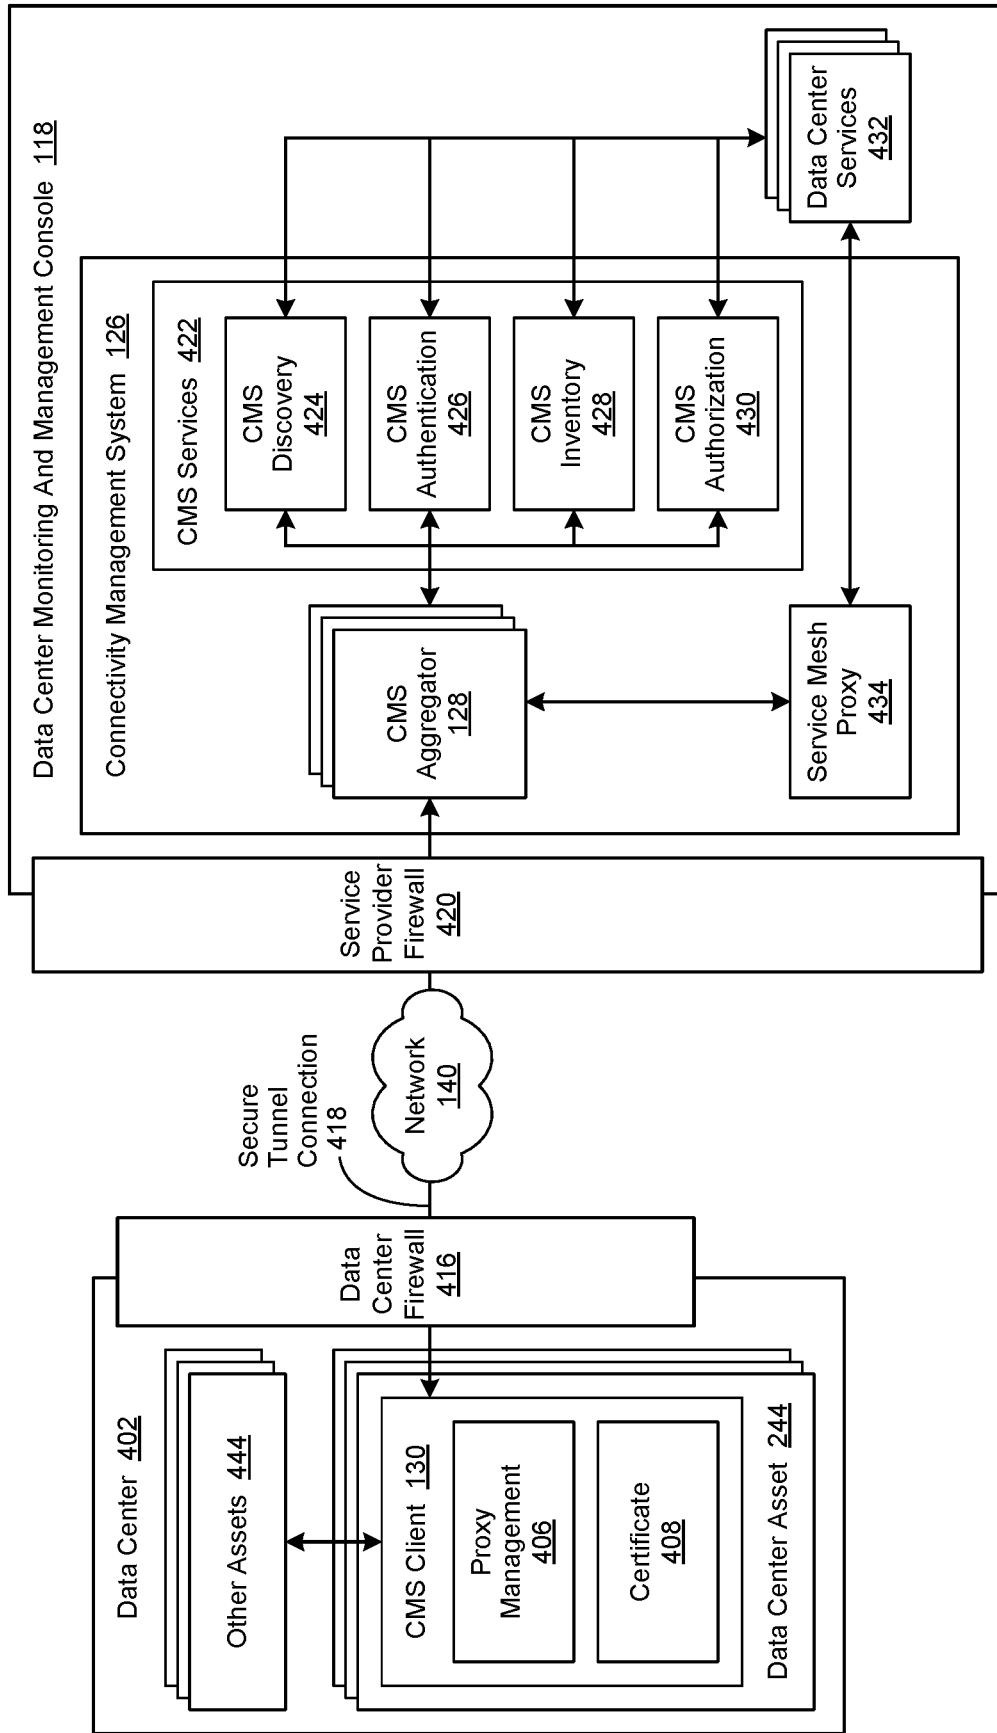 Data Center Monitoring And Management Console 118
Connectivity Management System 126
CMS Services 422
CMS
Discovery
424
CMS
Authentication
426
CMS
Inventory
428
CMS
Authorization
430
Data Center
Services
432
CMS
Aggregator
128
Service Mesh
Proxy
434
Service
Provider
Firewall
420
Network
140
Secure
Tunnel
Connection
418
Data
Center
Firewall
416
Data Center 402
Other Assets 444
CMS Client 130
Proxy
Management
406
Certificate
408
Data Center Asset 244